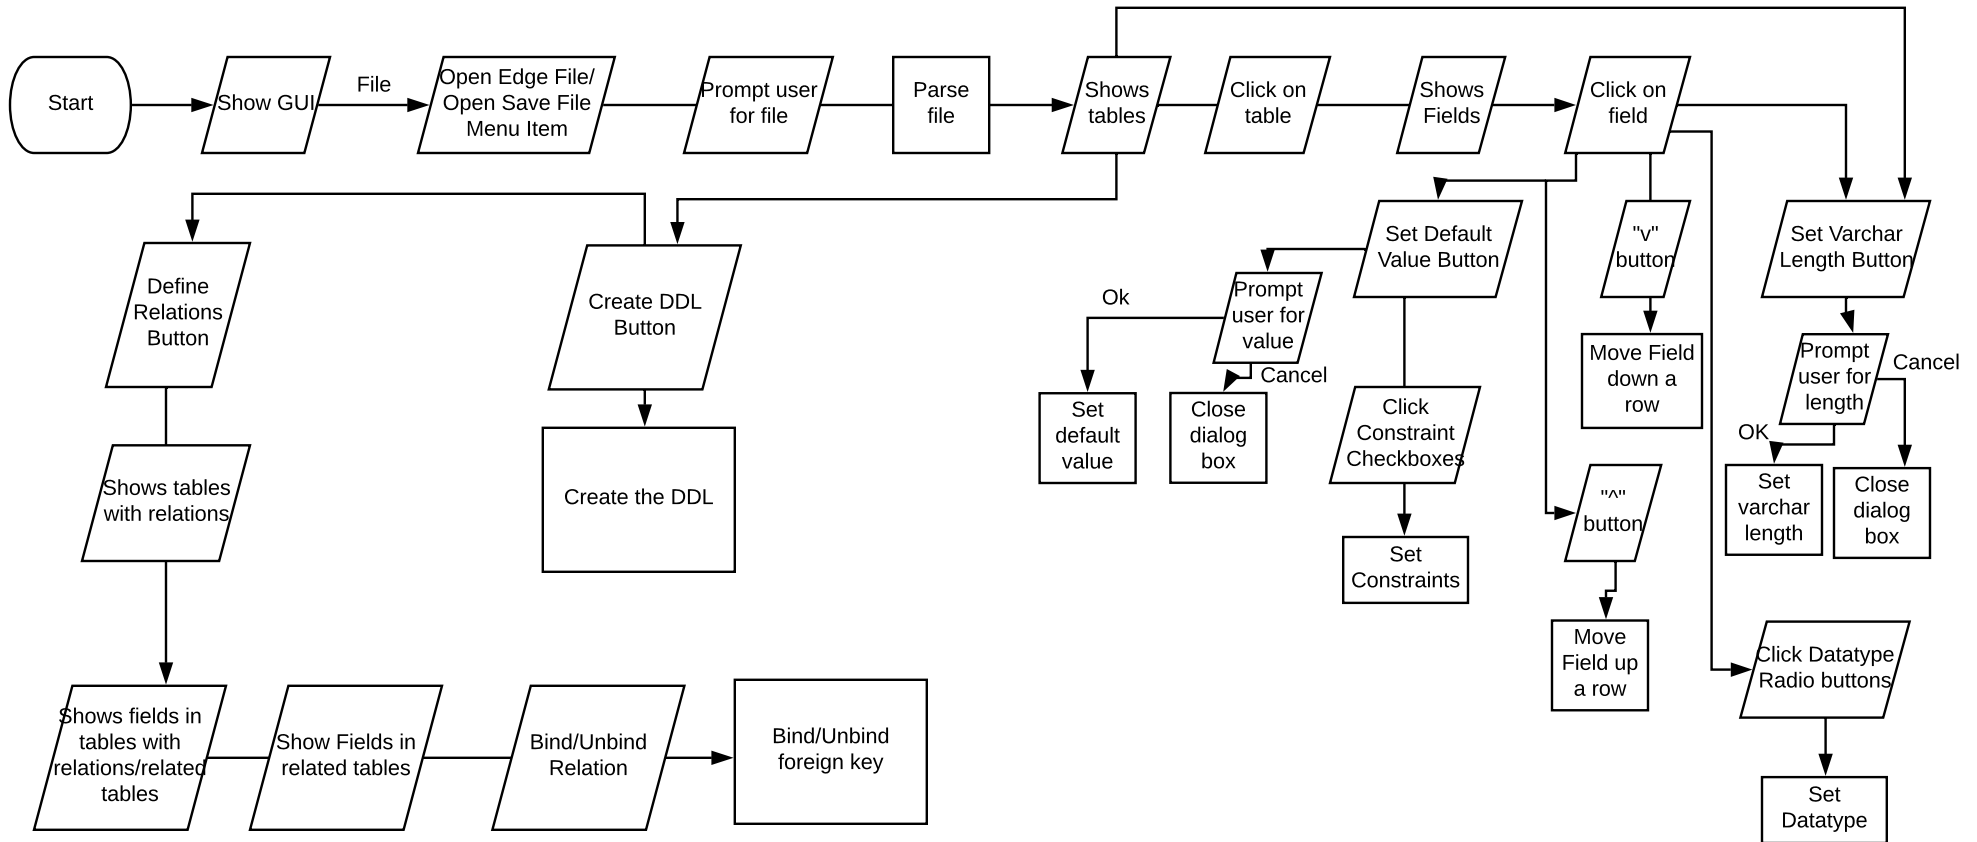 Start
Show GUI
File
Open Edge File/
Open Save File
Menu Item
Prompt user
for file
Parse
file
Shows
tables
Click on
table
Shows
Fields
Click on
field
Define
Relations
Button
Create DDL
Button
Set Default
Value Button
"v"
button
Set Varchar
Length Button
Ok
Prompt
user for
value
Cancel
Set
default
value
Close
dialog
box
Click
Constraint
Checkboxes
Move Field
down a
row
Prompt
user for
length
Cancel
OK
Set
varchar
length
Close
dialog
box
Shows tables
with relations
Create the DDL
"^"
button
Set
Constraints
Move
Field up
a row
Click Datatype
Radio buttons
Shows fields in
tables with
relations/related
tables
Show Fields in
related tables
Bind/Unbind
Relation
Bind/Unbind
foreign key
Set
Datatype